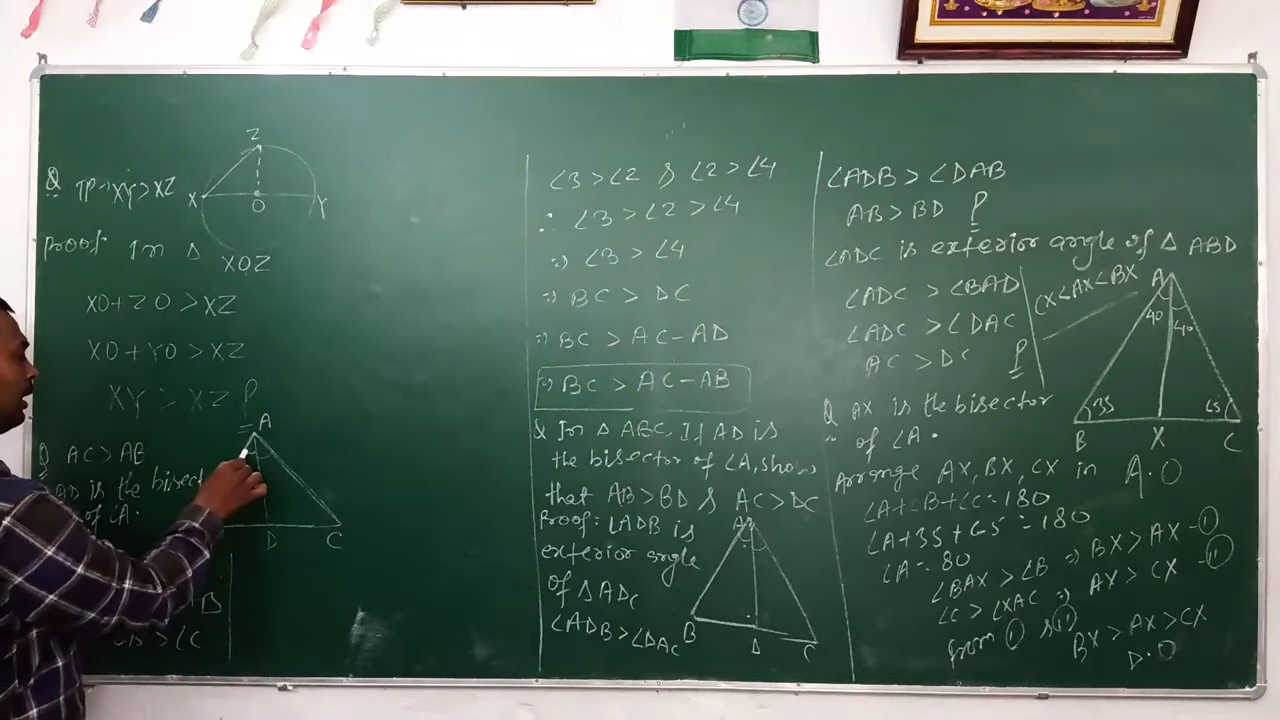 Q TP→ XY > XZ
Z
X
O
Y
Proof In Δ XOZ
XO+ZO > XZ
XO+YO > XZ
XY > XZ P
A
Q AC > AB
AD is the bisect
of ∠A.
D
C
B
> ∠C
∠3 > ∠2 & ∠2 > ∠4
∴ ∠3 > ∠2 > ∠4
⇒ ∠3 > ∠4
⇒ BC > DC
⇒ BC > AC-AD
⇒ BC > AC-AB
Q In Δ ABC, If AD is
the bisector of ∠A, show
that AB > BD & AC > DC
Proof: ∠ADB is
exterior angle
of Δ ADC
∠ADB > ∠DAC
A
B
D
C
∠ADB > ∠DAB
AB > BD P
∠ADC is exterior angle of Δ ABD
∠ADC > ∠BAD
∠ADC > ∠DAC
AC > DC P
CX < AX < BX
A
40
40
35
65
B
X
C
Q AX is the bisector
of ∠A.
Arrange AX, BX, CX in A.O
∠A+∠B+∠C = 180
∠A+35+65 = 180
∠A = 80
∠BAX > ∠B ⇒ BX > AX -①
∠C > ∠XAC ⇒ AX > CX -②
from ① & ②
BX > AX > CX
D.O